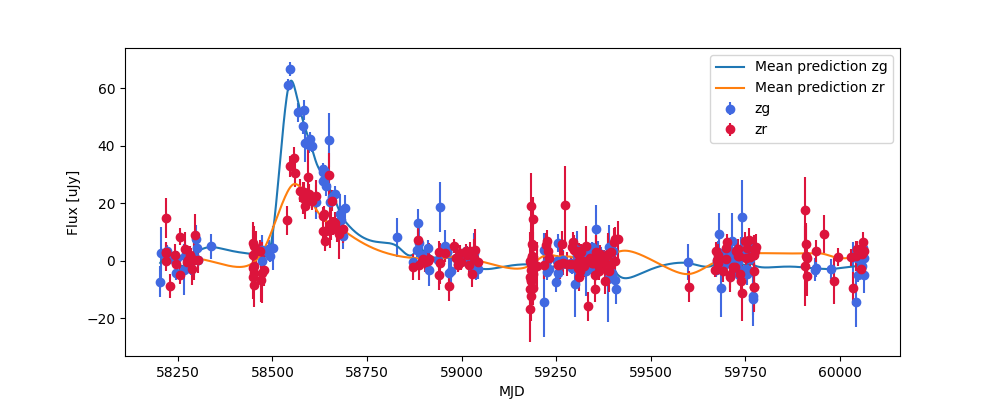 Mean prediction zg
Mean prediction zr
zg
zr
60
40
20
0
−20
Flux [uJy]
58250 58500 58750 59000 59250 59500 59750 60000
MJD